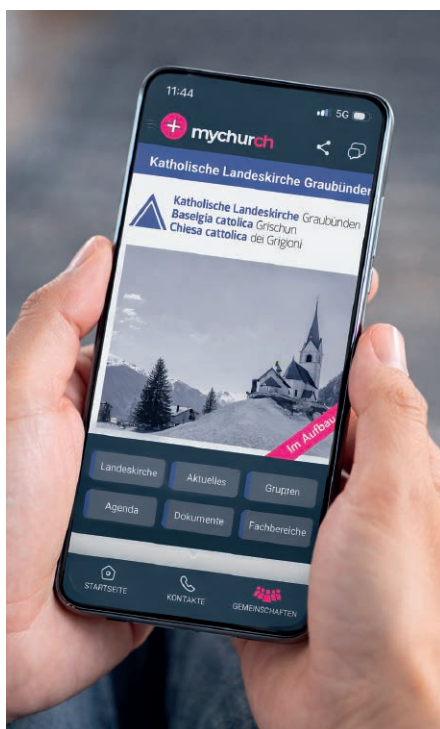 11:44
5G
mychurch
Katholische Landeskirche Graubünden
Katholische Landeskirche Graubünden
Baselgia catolica Grischun
Chiesa cattolica dei Grigioni
Im Aufbau
Landeskirche
Aktuelles
Grupren
Agenda
Dokumente
Fachbereiche
STARTSEITE
KONTAKTE
GEMEINSCHAFTEN